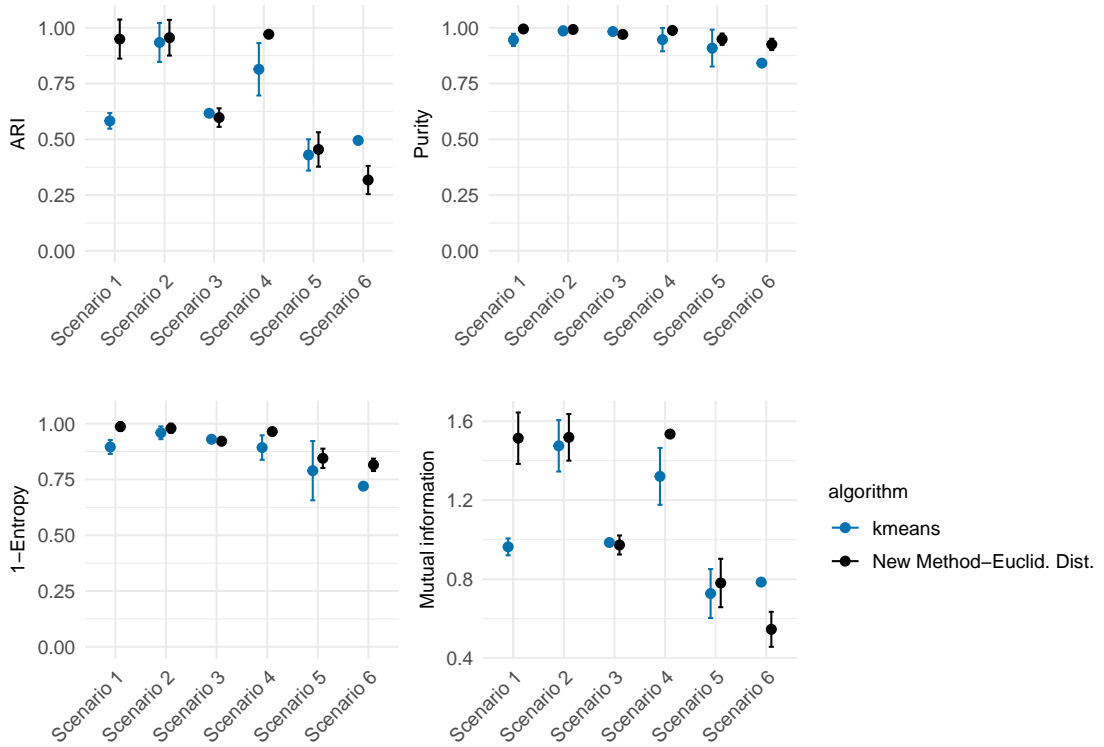 1.00
0.75
0.50
0.25
0.00
ARI
Scenario 1
Scenario 2
Scenario 3
Scenario 4
Scenario 5
Scenario 6
1.00
0.75
0.50
0.25
0.00
Purity
Scenario 1
Scenario 2
Scenario 3
Scenario 4
Scenario 5
Scenario 6
1.00
0.75
0.50
0.25
0.00
1−Entropy
Scenario 1
Scenario 2
Scenario 3
Scenario 4
Scenario 5
Scenario 6
1.6
1.2
0.8
0.4
Mutual information
Scenario 1
Scenario 2
Scenario 3
Scenario 4
Scenario 5
Scenario 6
algorithm
kmeans
New Method−Euclid. Dist.